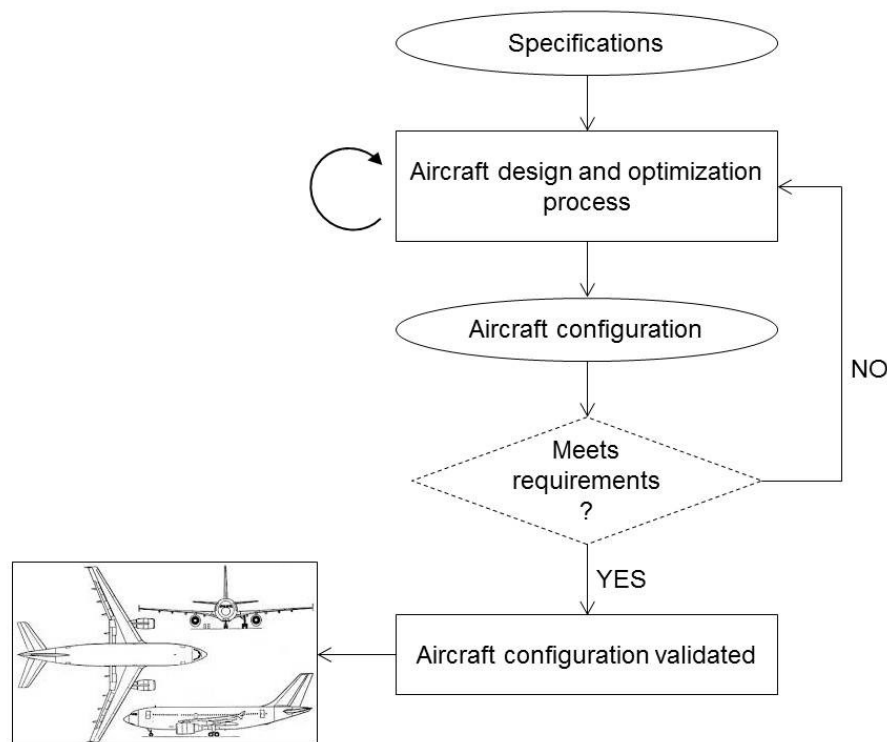 Specifications
Aircraft design and optimization
process
Aircraft configuration
NO
Meets
requirements
?
YES
Aircraft configuration validated